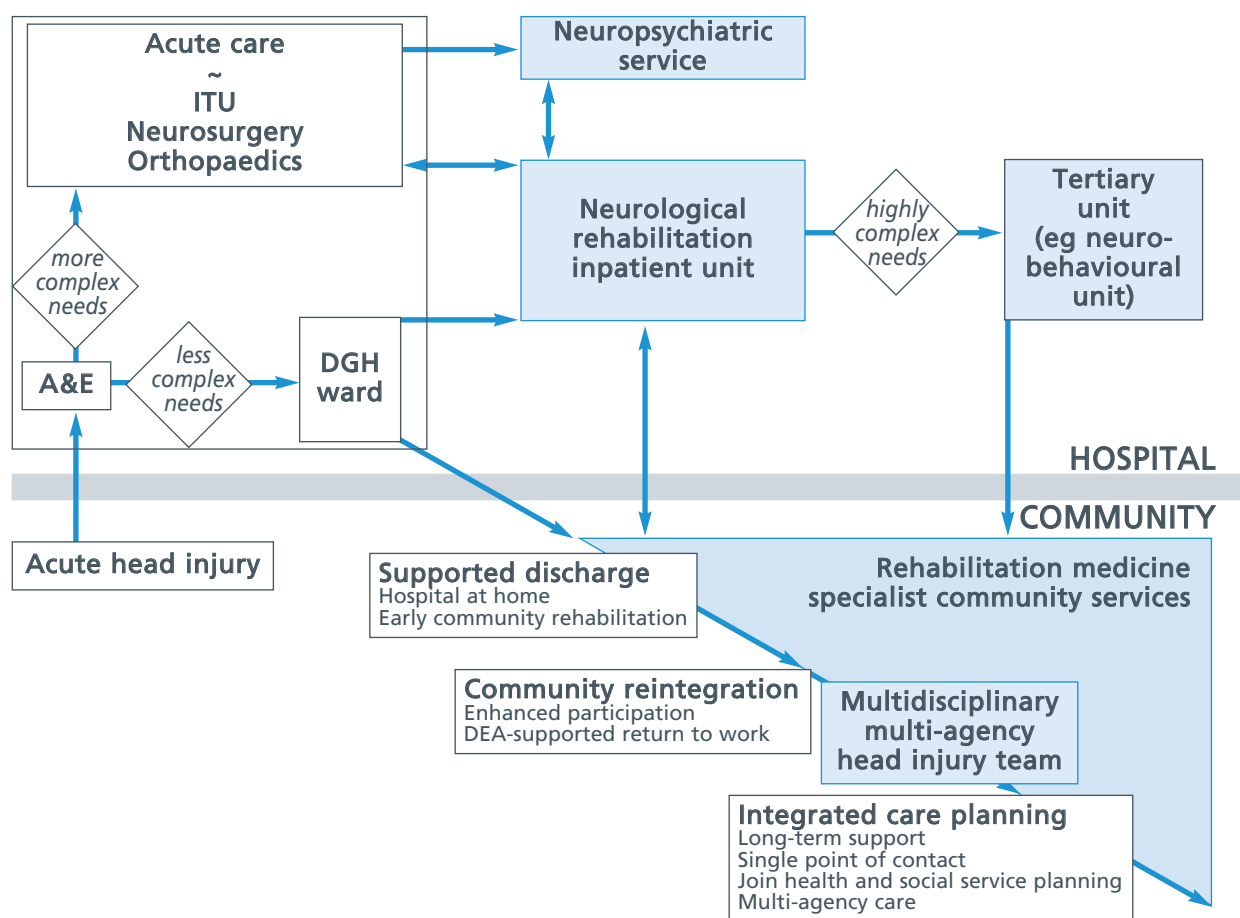 Acute care
~
ITU
Neurosurgery
Orthopaedics
Neuropsychiatric
service
Neurological
rehabilitation
inpatient unit
highly
complex
needs
Tertiary
unit
(eg neuro-
behavioural
unit)
more
complex
needs
A&E
less
complex
needs
DGH
ward
HOSPITAL
COMMUNITY
Acute head injury
Supported discharge
Hospital at home
Early community rehabilitation
Rehabilitation medicine
specialist community services
Community reintegration
Enhanced participation
DEA-supported return to work
Multidisciplinary
multi-agency
head injury team
Integrated care planning
Long-term support
Single point of contact
Join health and social service planning
Multi-agency care